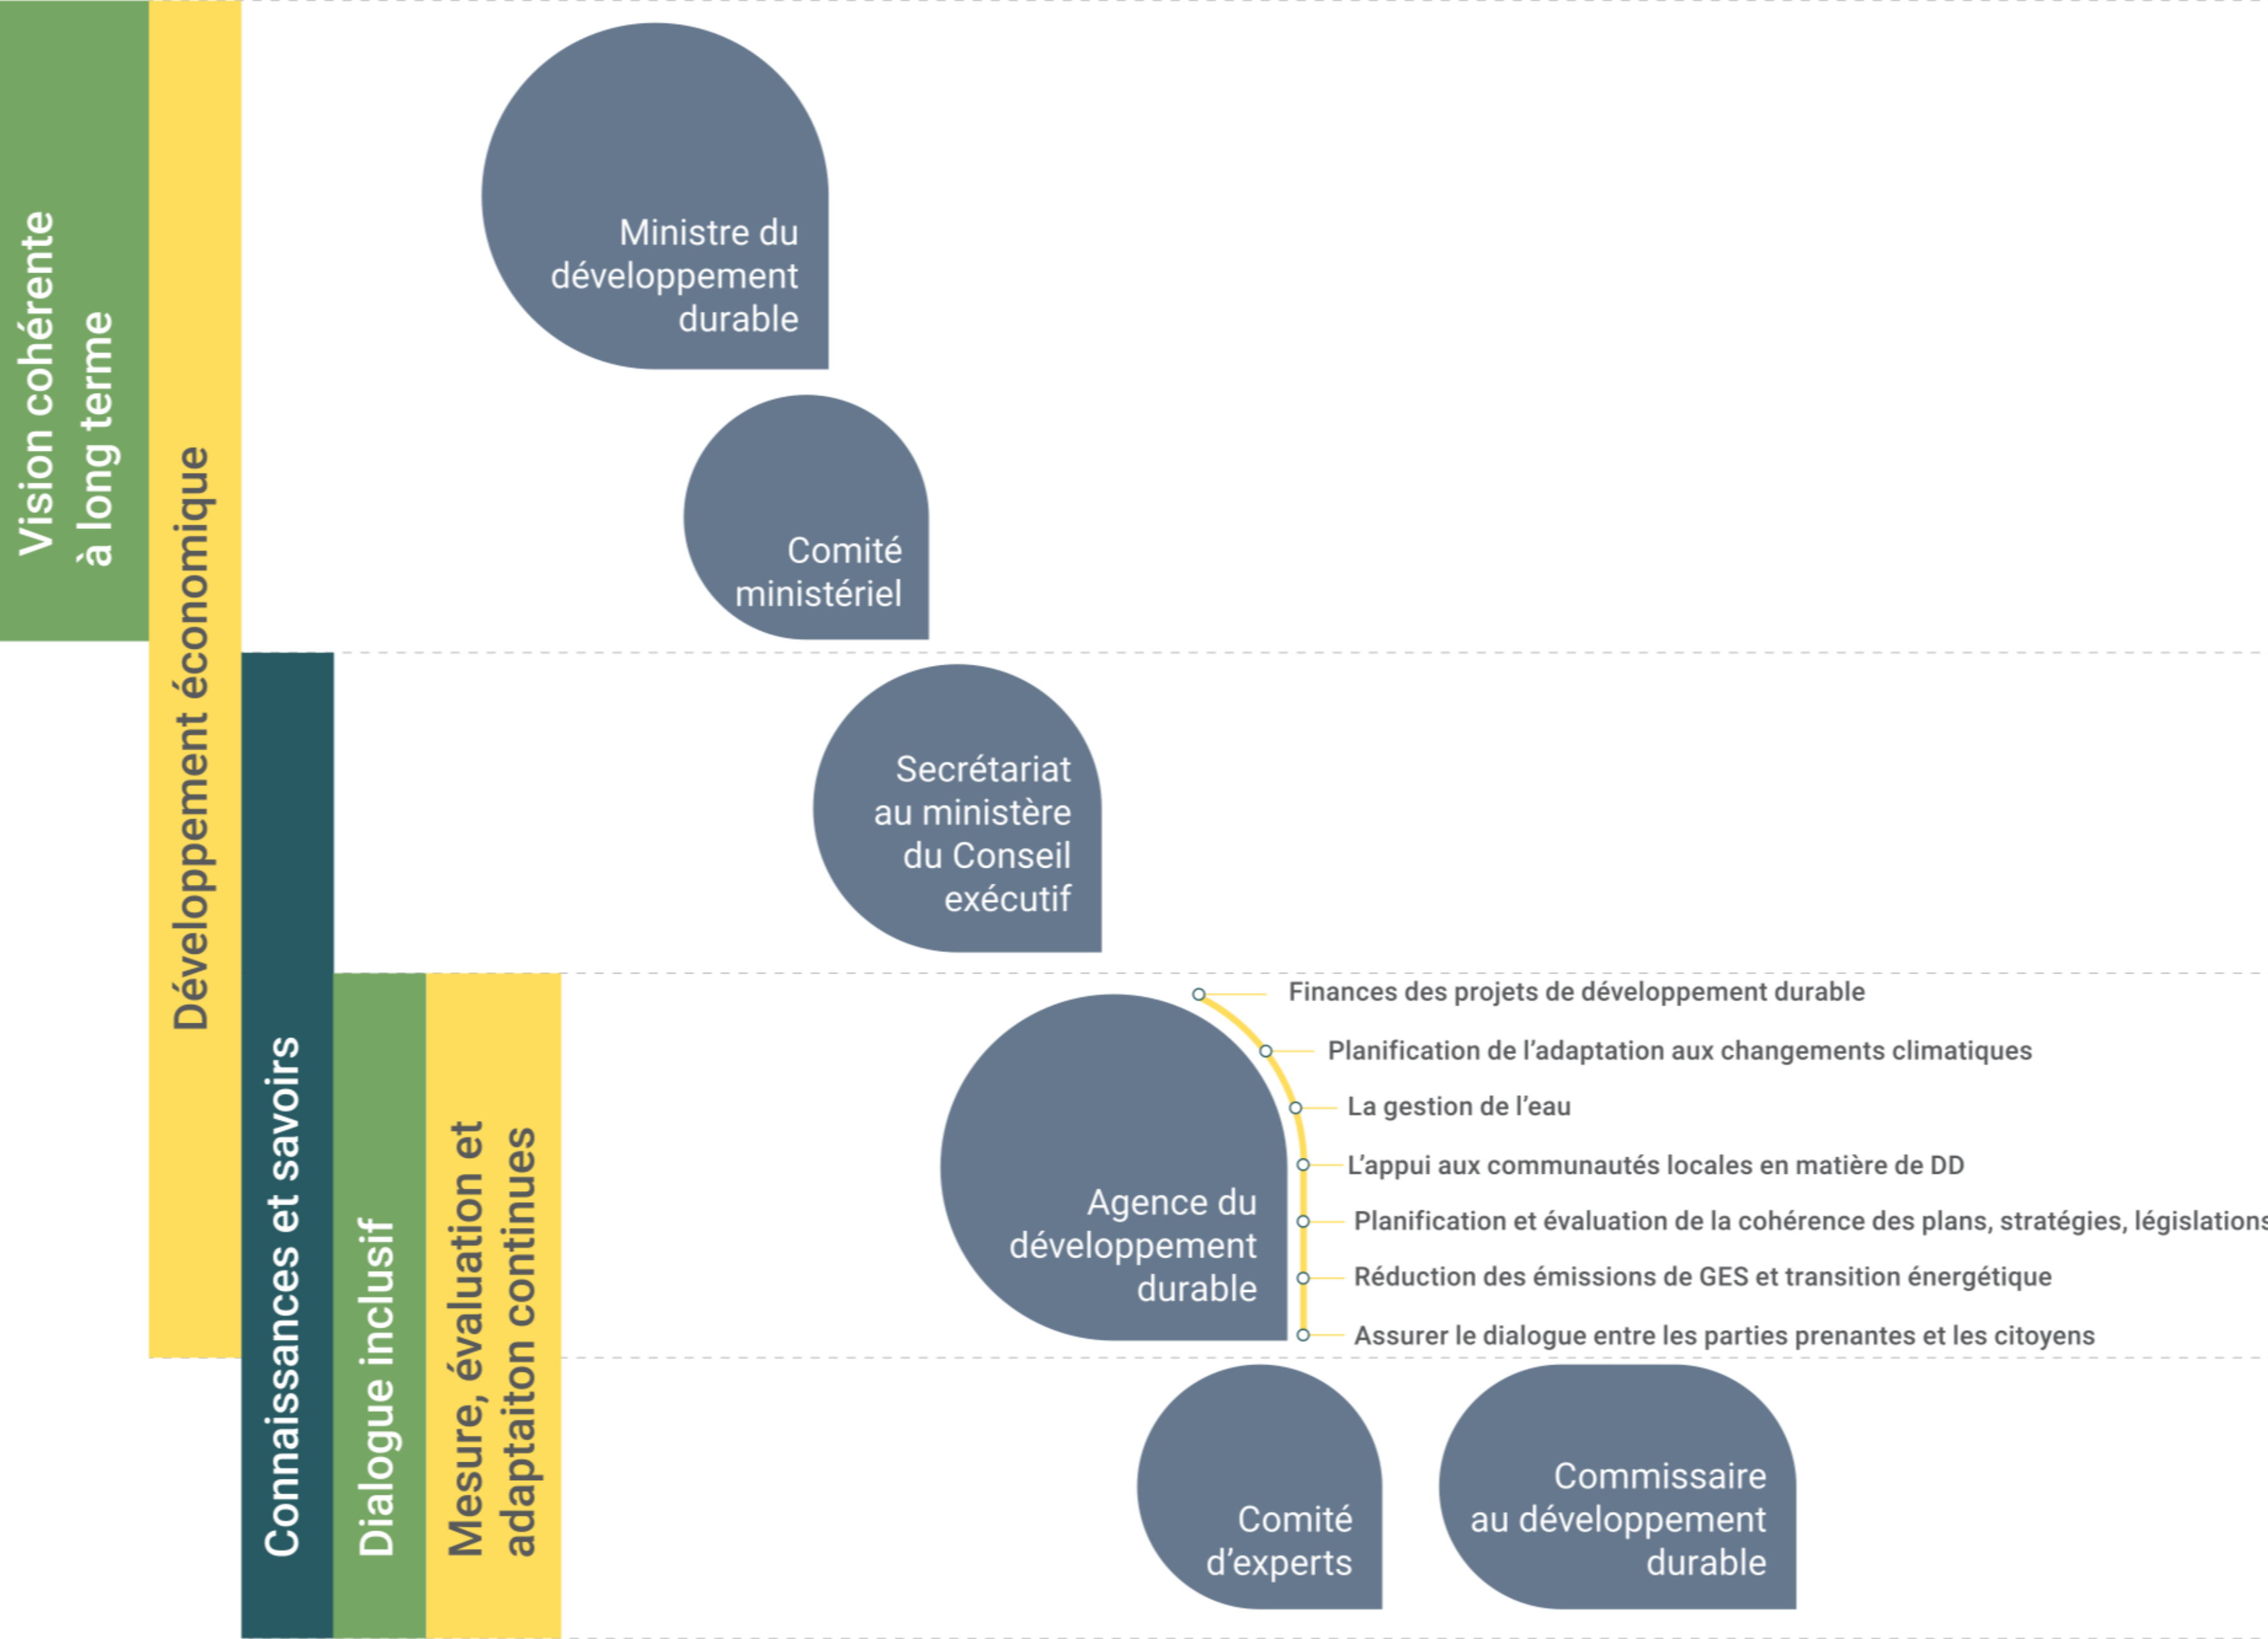 Vision cohérente
à long terme
Développement économique
Connaissances et savoirs
Dialogue inclusif
Mesure, évaluation et
adaptaiton continues
Ministre du
développement
durable
Comité
ministériel
Secrétariat
au ministère
du Conseil
exécutif
Agence du
développement
durable
Finances des projets de développement durable
Planification de l’adaptation aux changements climatiques
La gestion de l’eau
L’appui aux communautés locales en matière de DD
Planification et évaluation de la cohérence des plans, stratégies, législations
Réduction des émissions de GES et transition énergétique
Assurer le dialogue entre les parties prenantes et les citoyens
Comité
d’experts
Commissaire
au développement
durable